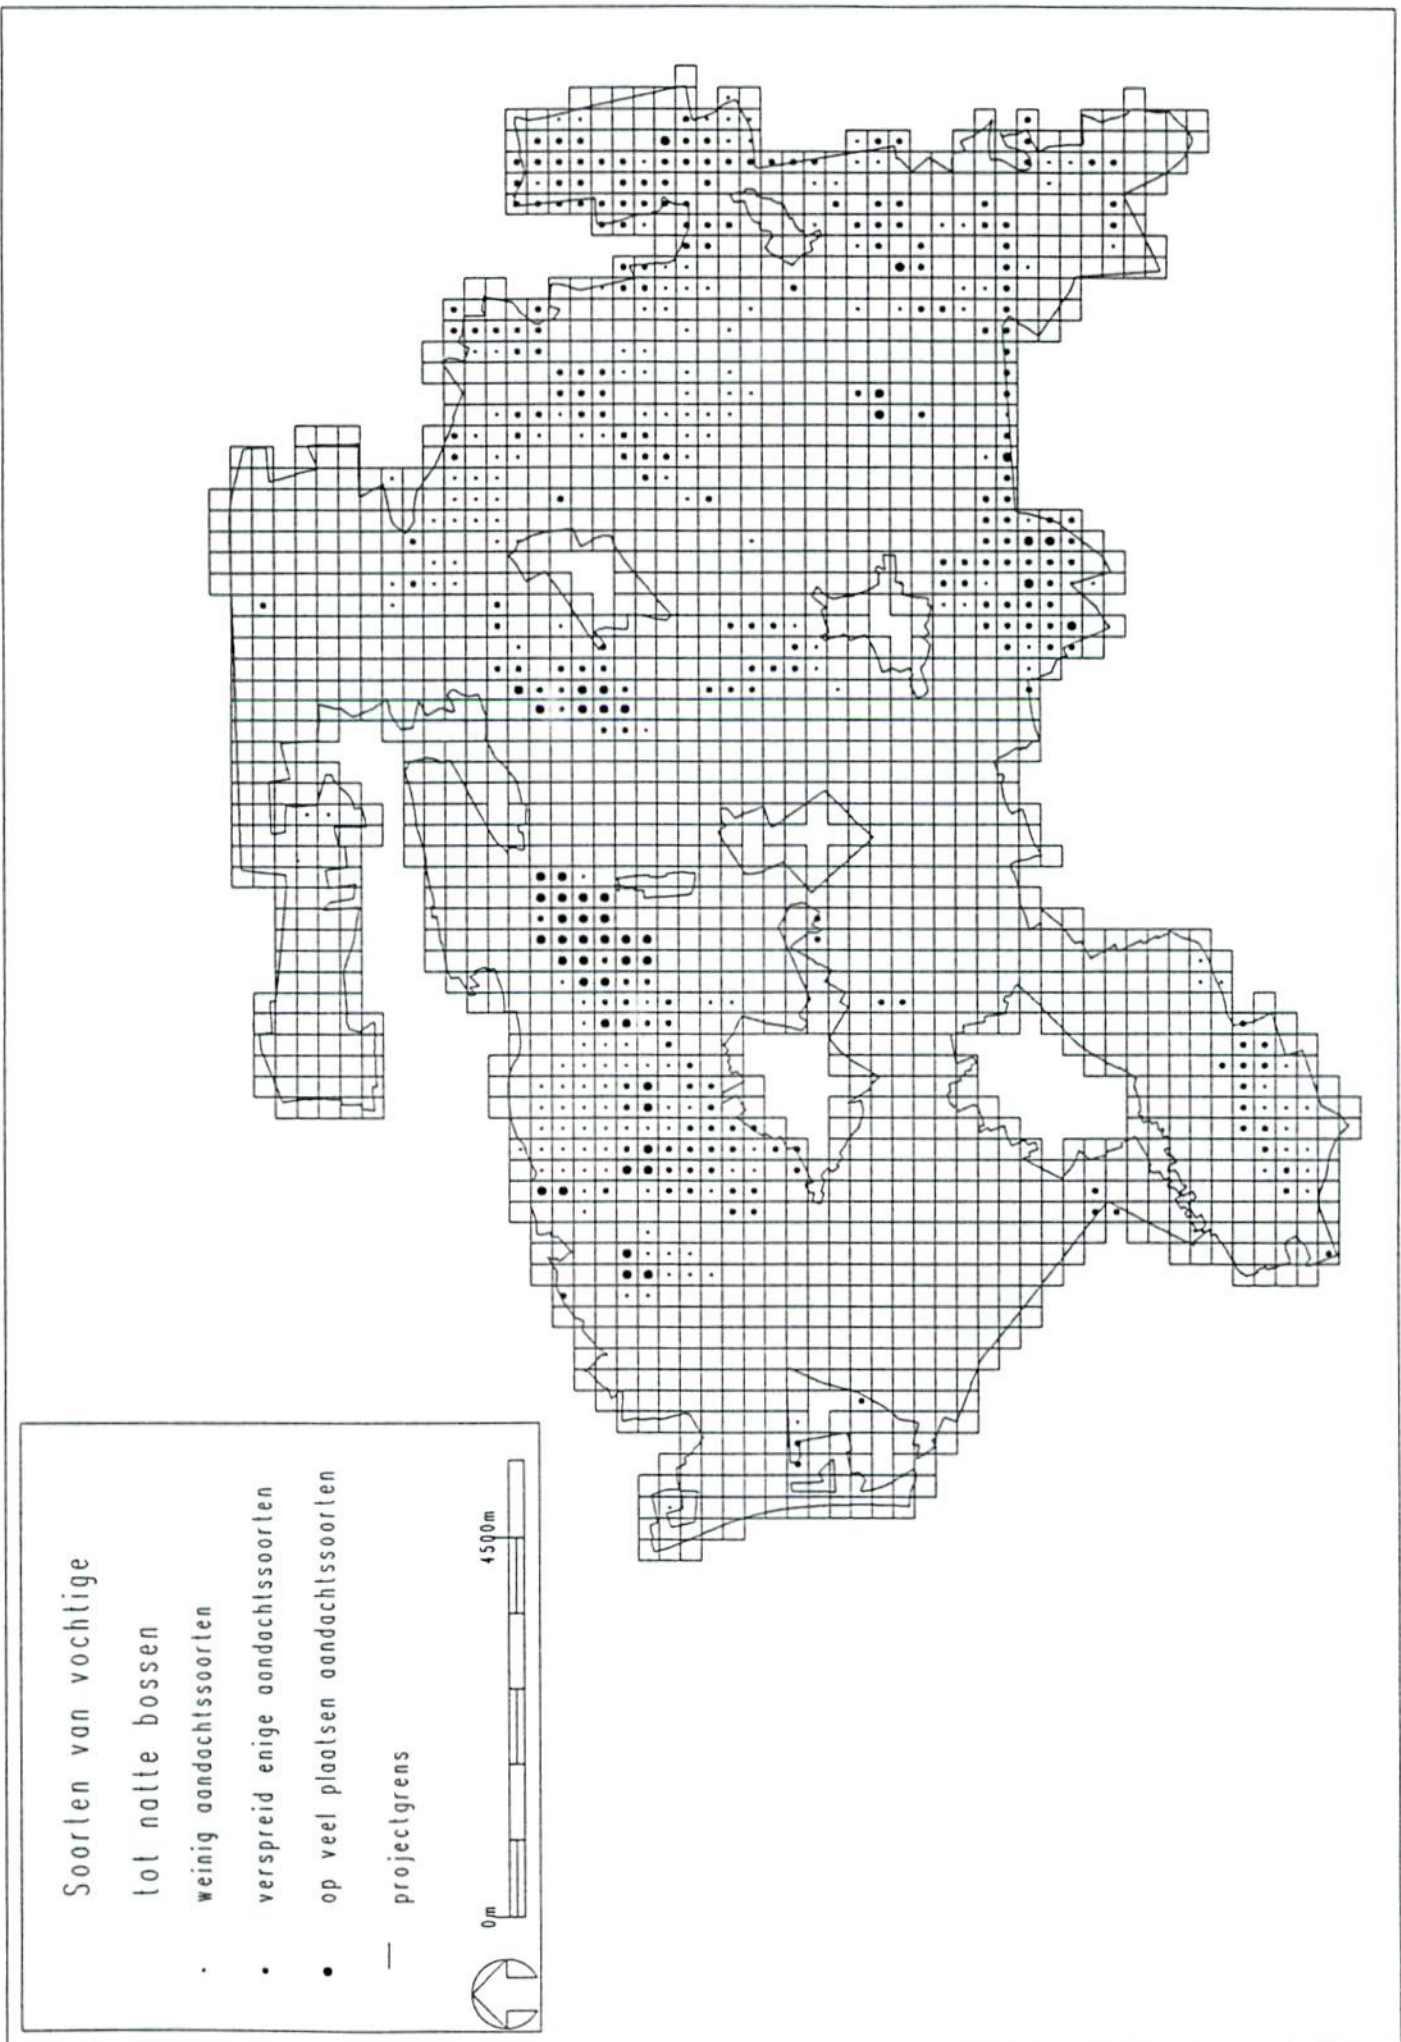 Soorten van vochtige
tot natte bossen
weinig aandachtssoorten
verspreid enige aandachtssoorten
op veel plaatsen aandachtssoorten
projectgrens
0m 4500m